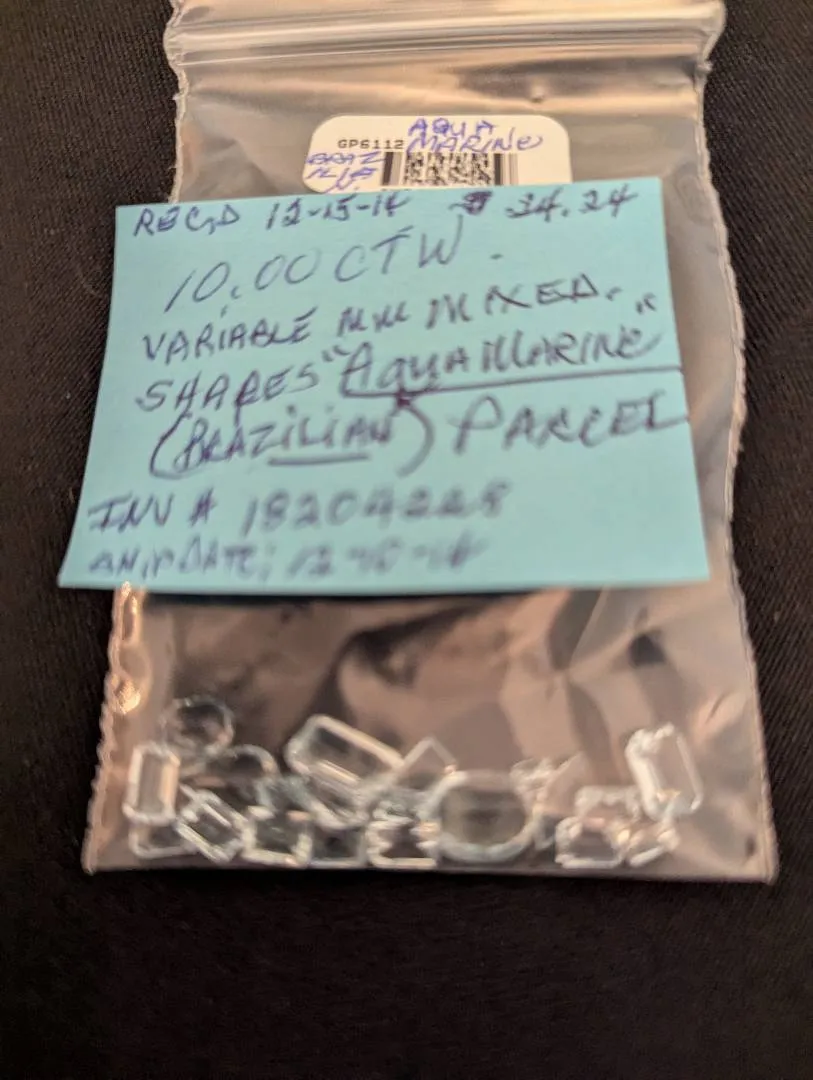 AQUA
GPS112 MARINE
BRAZ
REC,D 12-15-14 $ 34.24
10.00 CTW.
VARIABLE MM MIXED.
SHAPES "AQUAMARINE"
(BRAZILIAN) PARCEL
INV # 18204228